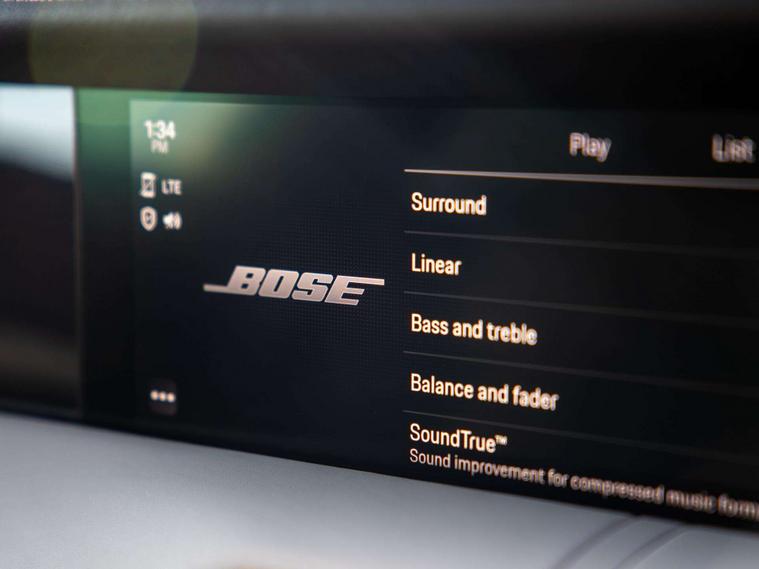 1:34
PM
LTE
BOSE
Play
List
Surround
Linear
Bass and treble
Balance and fader
SoundTrue™
Sound improvement for compressed music form